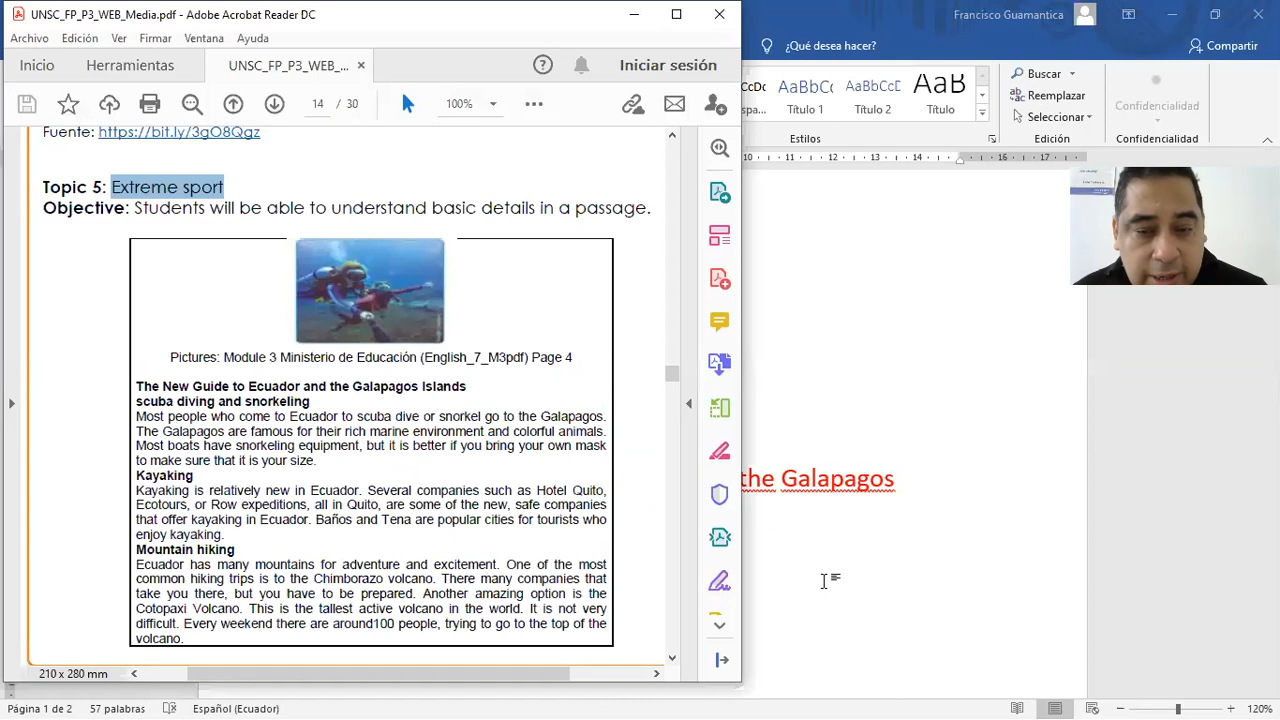 UNSC_FP_P3_WEB_Media.pdf - Adobe Acrobat Reader DC
Francisco Guamantica
Archivo Edición Ver Firmar Ventana Ayuda
¿Qué desea hacer?
Compartir
Inicio Herramientas UNSC_FP_P3_WEB_... Iniciar sesión
14 / 30 100%
AaBbC AaBbCcD AaB
Título 1 Título 2 Título
Estilos
Buscar
Reemplazar
Seleccionar
Edición
Confidencialidad
Confidencialidad
10 11 12 13 14 16 17
Fuente: https://bit.ly/3gO8Qgz
Topic 5: Extreme sport
Objective: Students will be able to understand basic details in a passage.
Pictures: Module 3 Ministerio de Educación (English_7_M3pdf) Page 4
The New Guide to Ecuador and the Galapagos Islands
scuba diving and snorkeling
Most people who come to Ecuador to scuba dive or snorkel go to the Galapagos.
The Galapagos are famous for their rich marine environment and colorful animals.
Most boats have snorkeling equipment, but it is better if you bring your own mask
to make sure that it is your size.
Kayaking
Kayaking is relatively new in Ecuador. Several companies such as Hotel Quito,
Ecotours, or Row expeditions, all in Quito, are some of the new, safe companies
that offer kayaking in Ecuador. Baños and Tena are popular cities for tourists who
enjoy kayaking.
Mountain hiking
Ecuador has many mountains for adventure and excitement. One of the most
common hiking trips is to the Chimborazo volcano. There many companies that
take you there, but you have to be prepared. Another amazing option is the
Cotopaxi Volcano. This is the tallest active volcano in the world. It is not very
difficult. Every weekend there are around100 people, trying to go to the top of the
volcano.
the Galapagos
210 x 280 mm
Página 1 de 2 57 palabras Español (Ecuador) 120%